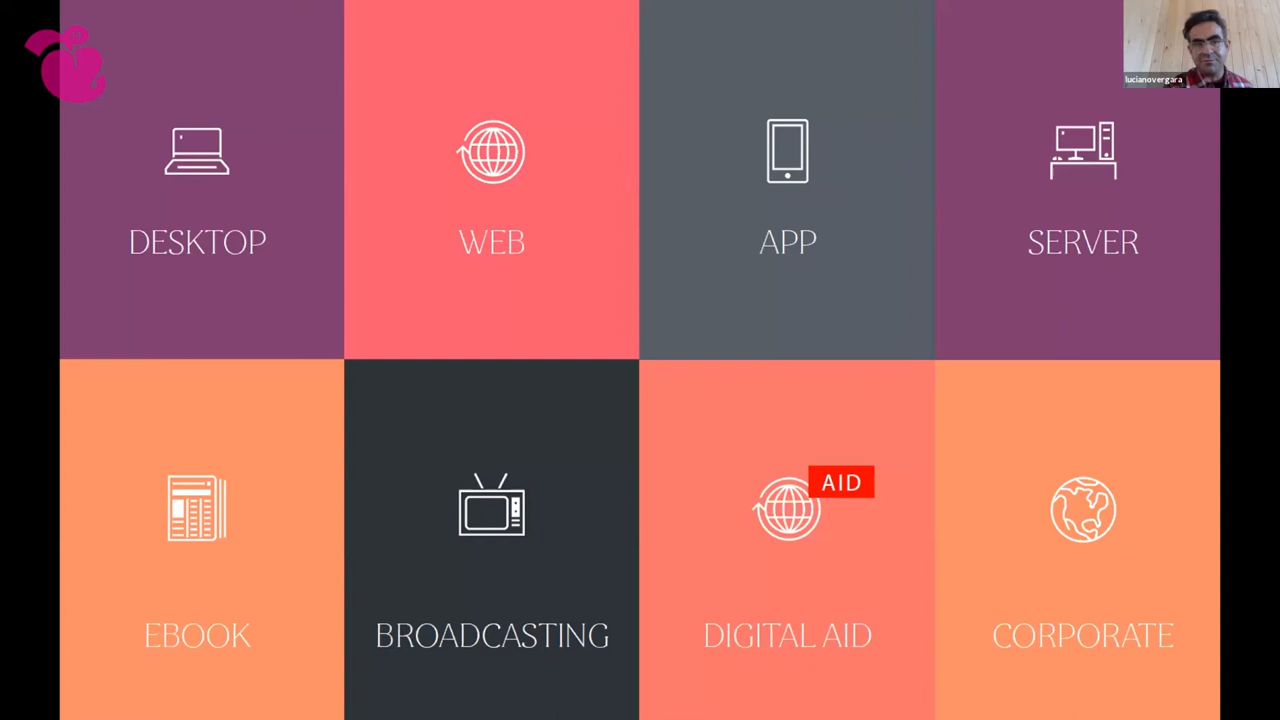 lucianovergara
DESKTOP
WEB
APP
SERVER
AID
EBOOK
BROADCASTING
DIGITAL AID
CORPORATE